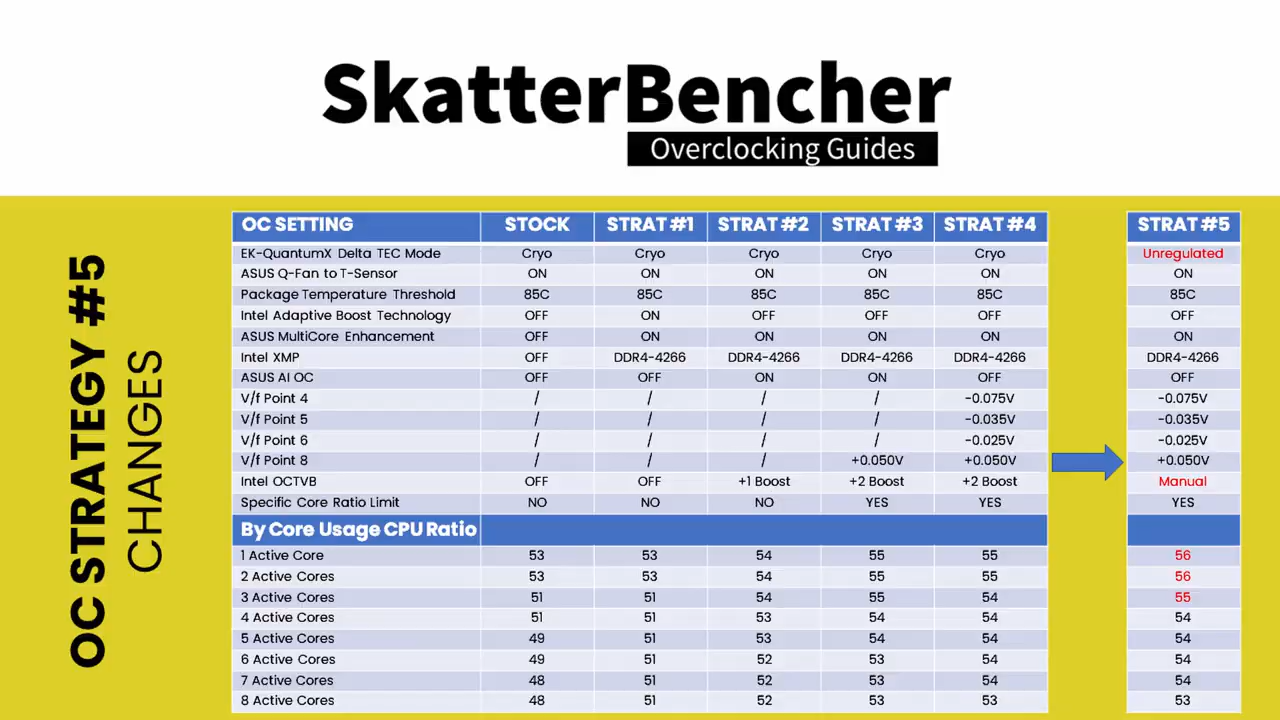 SkatterBencher
Overclocking Guides
OC STRATEGY #5
CHANGES
OC SETTING STOCK STRAT #1 STRAT #2 STRAT #3 STRAT #4 STRAT #5
EK-QuantumX Delta TEC Mode Cryo Cryo Cryo Cryo Cryo Unregulated
ASUS Q-Fan to T-Sensor ON ON ON ON ON ON
Package Temperature Threshold 85C 85C 85C 85C 85C 85C
Intel Adaptive Boost Technology OFF ON OFF OFF OFF OFF
ASUS MultiCore Enhancement OFF ON ON ON ON ON
Intel XMP OFF DDR4-4266 DDR4-4266 DDR4-4266 DDR4-4266 DDR4-4266
ASUS AI OC OFF OFF ON ON OFF OFF
V/f Point 4 / / / / -0.075V -0.075V
V/f Point 5 / / / / -0.035V -0.035V
V/f Point 6 / / / / -0.025V -0.025V
V/f Point 8 / / / +0.050V +0.050V +0.050V
Intel OCTVB OFF OFF +1 Boost +2 Boost +2 Boost Manual
Specific Core Ratio Limit NO NO NO YES YES YES
By Core Usage CPU Ratio
1 Active Core 53 53 54 55 55 56
2 Active Cores 53 53 54 55 55 56
3 Active Cores 51 51 54 55 54 55
4 Active Cores 51 51 53 54 54 54
5 Active Cores 49 51 53 54 54 54
6 Active Cores 49 51 52 53 54 54
7 Active Cores 48 51 52 53 54 54
8 Active Cores 48 51 52 53 53 53